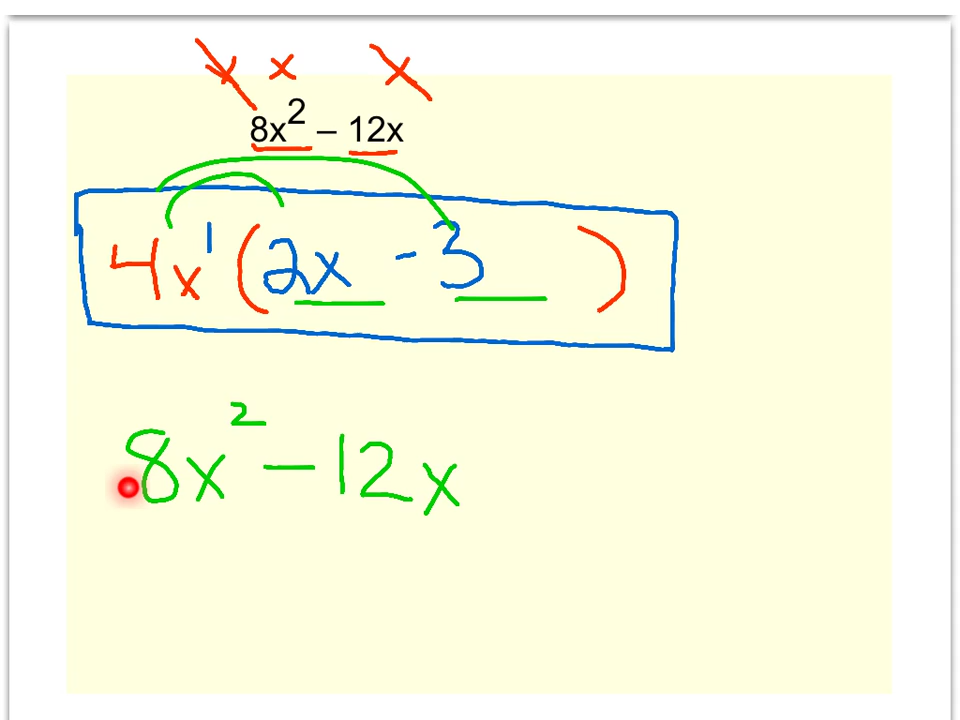 x x x
8x² – 12x
4x¹(2x - 3)
8x² - 12x